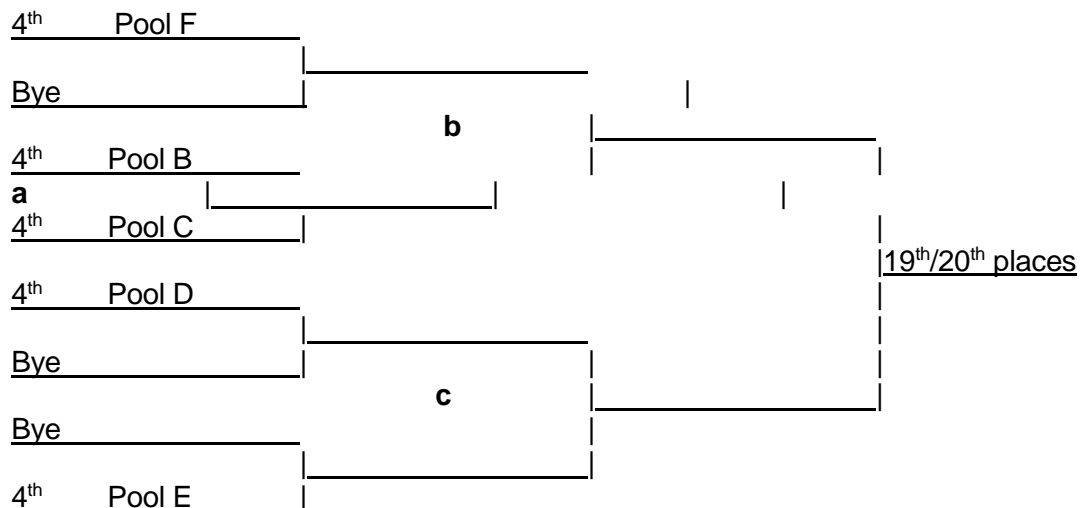 4th Pool F
Bye
b
4th Pool B
a
4th Pool C
19th/20th places
4th Pool D
Bye
c
Bye
4th Pool E